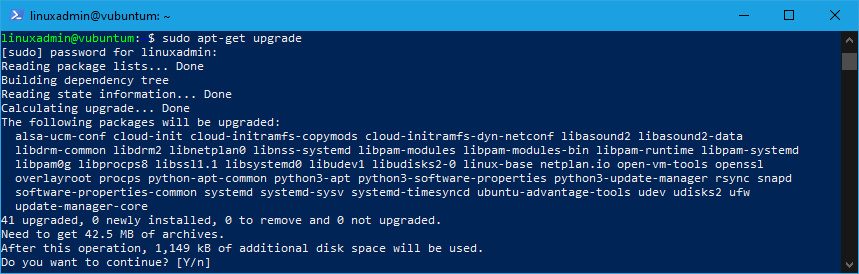 linuxadmin@vubuntum: ~
linuxadmin@vubuntum: $ sudo apt-get upgrade
[sudo] password for linuxadmin:
Reading package lists... Done
Building dependency tree
Reading state information... Done
Calculating upgrade... Done
The following packages will be upgraded:
alsa-ucm-conf cloud-init cloud-initramfs-copymods cloud-initramfs-dyn-netconf libasound2 libasound2-data
libdrm-common libdrm2 libnetplan0 libnss-systemd libpam-modules libpam-modules-bin libpam-runtime libpam-systemd
libpam0g libprocps8 libssl1.1 libsystemd0 libudev1 libudisks2-0 linux-base netplan.io open-vm-tools openssl
overlayroot procps python-apt-common python3-apt python3-software-properties python3-update-manager rsync snapd
software-properties-common systemd systemd-sysv systemd-timesyncd ubuntu-advantage-tools udev udisks2 ufw
update-manager-core
41 upgraded, 0 newly installed, 0 to remove and 0 not upgraded.
Need to get 42.5 MB of archives.
After this operation, 1,149 kB of additional disk space will be used.
Do you want to continue? [Y/n]